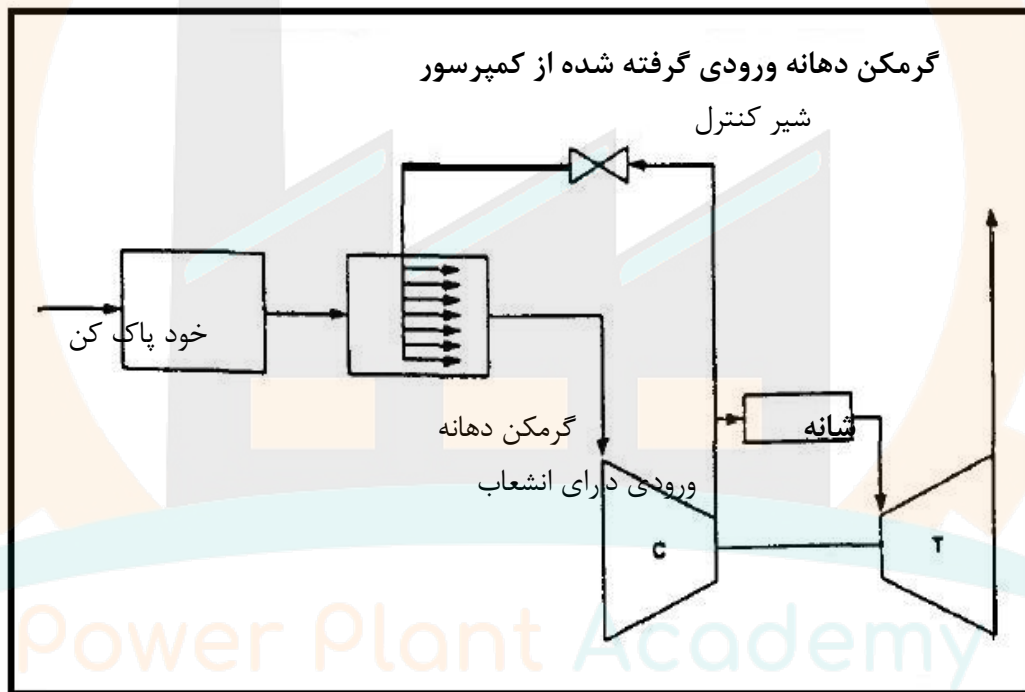 گرمکن دهانه ورودی گرفته شده از کمپرسور
شیر کنترل
خود پاک کن
گرمکن دهانه
ورودی دارای انشعاب
شانه
C
T
Power Plant Academy